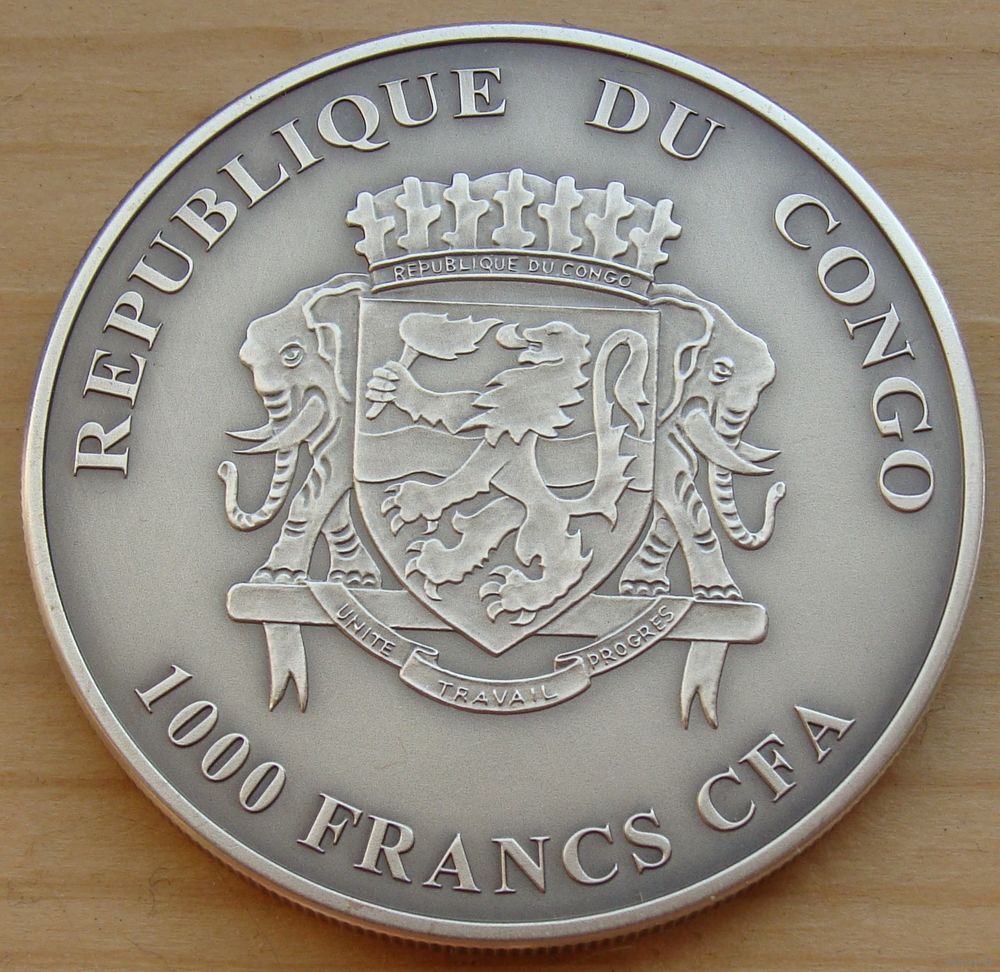 REPUBLIQUE DU CONGO
REPUBLIQUE DU CONGO
UNITE TRAVAIL PROGRES
1000 FRANCS CFA